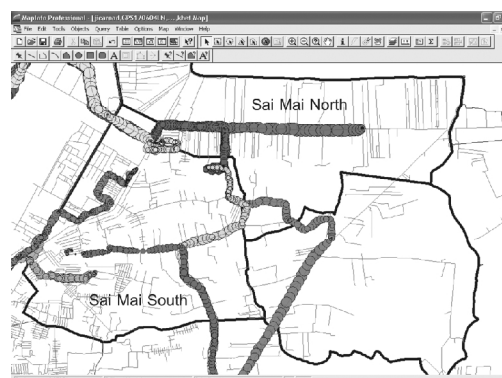 MapInfo Professional
File Edit Tools Objects Query Table Options Map Window Help
Sai Mai North
Sai Mai South